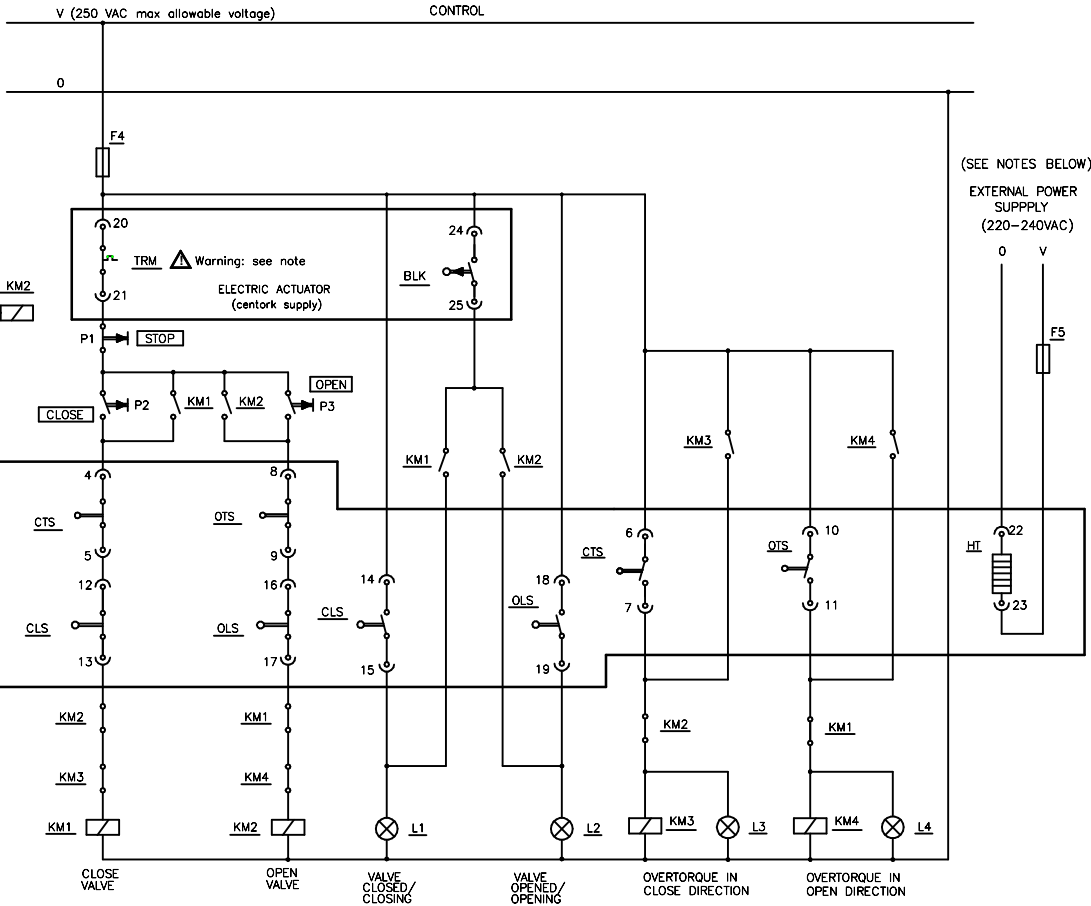 V (250 VAC max allowable voltage)
CONTROL
0
F4
(SEE NOTES BELOW)
EXTERNAL POWER
SUPPPLY
(220-240VAC)
0 V
20
24
TRM
Warning: see note
BLK
KM2
21
ELECTRIC ACTUATOR
(centork supply)
25
P1
STOP
F5
OPEN
CLOSE
P2
KM1
KM2
P3
KM3
KM4
KM1
KM2
4
8
CTS
OTS
5
9
6
10
22
CTS
OTS
HT
12
16
14
18
7
11
23
CLS
OLS
CLS
OLS
13
17
15
19
KM2
KM1
KM2
KM1
KM3
KM4
KM1
KM2
L1
L2
KM3
L3
KM4
L4
CLOSE
VALVE
OPEN
VALVE
VALVE
CLOSED/
CLOSING
VALVE
OPENED/
OPENING
OVERTORQUE IN
CLOSE DIRECTION
OVERTORQUE IN
OPEN DIRECTION